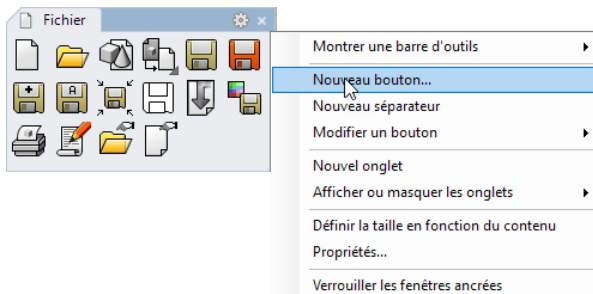 Fichier
Montrer une barre d'outils
Nouveau bouton...
Nouveau séparateur
Modifier un bouton
Nouvel onglet
Afficher ou masquer les onglets
Définir la taille en fonction du contenu
Propriétés...
Verrouiller les fenêtres ancrées